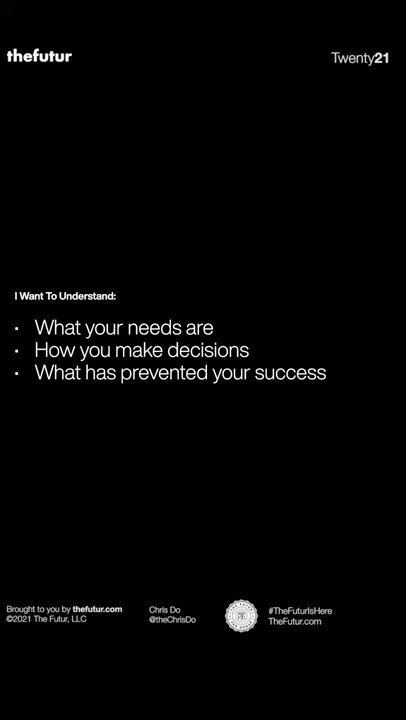 thefutur
Twenty21
I Want To Understand:
· What your needs are
· How you make decisions
· What has prevented your success
Brought to you by thefutur.com
©2021 The Futur, LLC
Chris Do
@theChrisDo
#TheFuturIsHere
TheFutur.com